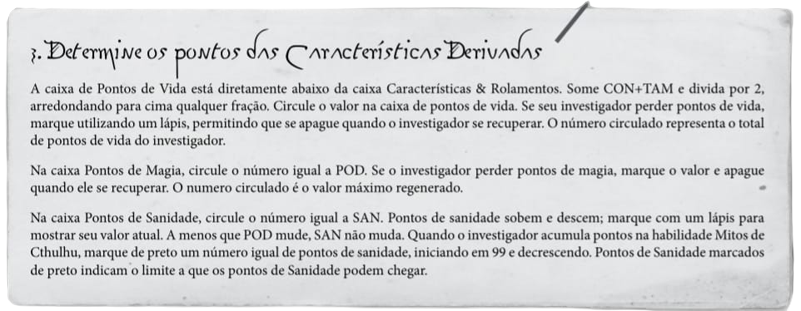 3. Determine os pontos das Características Derivadas
A caixa de Pontos de Vida está diretamente abaixo da caixa Características & Rolamentos. Some CON+TAM e divida por 2,
arredondando para cima qualquer fração. Circule o valor na caixa de pontos de vida. Se seu investigador perder pontos de vida,
marque utilizando um lápis, permitindo que se apague quando o investigador se recuperar. O número circulado representa o total
de pontos de vida do investigador.
Na caixa Pontos de Magia, circule o número igual a POD. Se o investigador perder pontos de magia, marque o valor e apague
quando ele se recuperar. O numero circulado é o valor máximo regenerado.
Na caixa Pontos de Sanidade, circule o número igual a SAN. Pontos de sanidade sobem e descem; marque com um lápis para
mostrar seu valor atual. A menos que POD mude, SAN não muda. Quando o investigador acumula pontos na habilidade Mitos de
Cthulhu, marque de preto um número igual de pontos de sanidade, iniciando em 99 e decrescendo. Pontos de Sanidade marcados
de preto indicam o limite a que os pontos de Sanidade podem chegar.